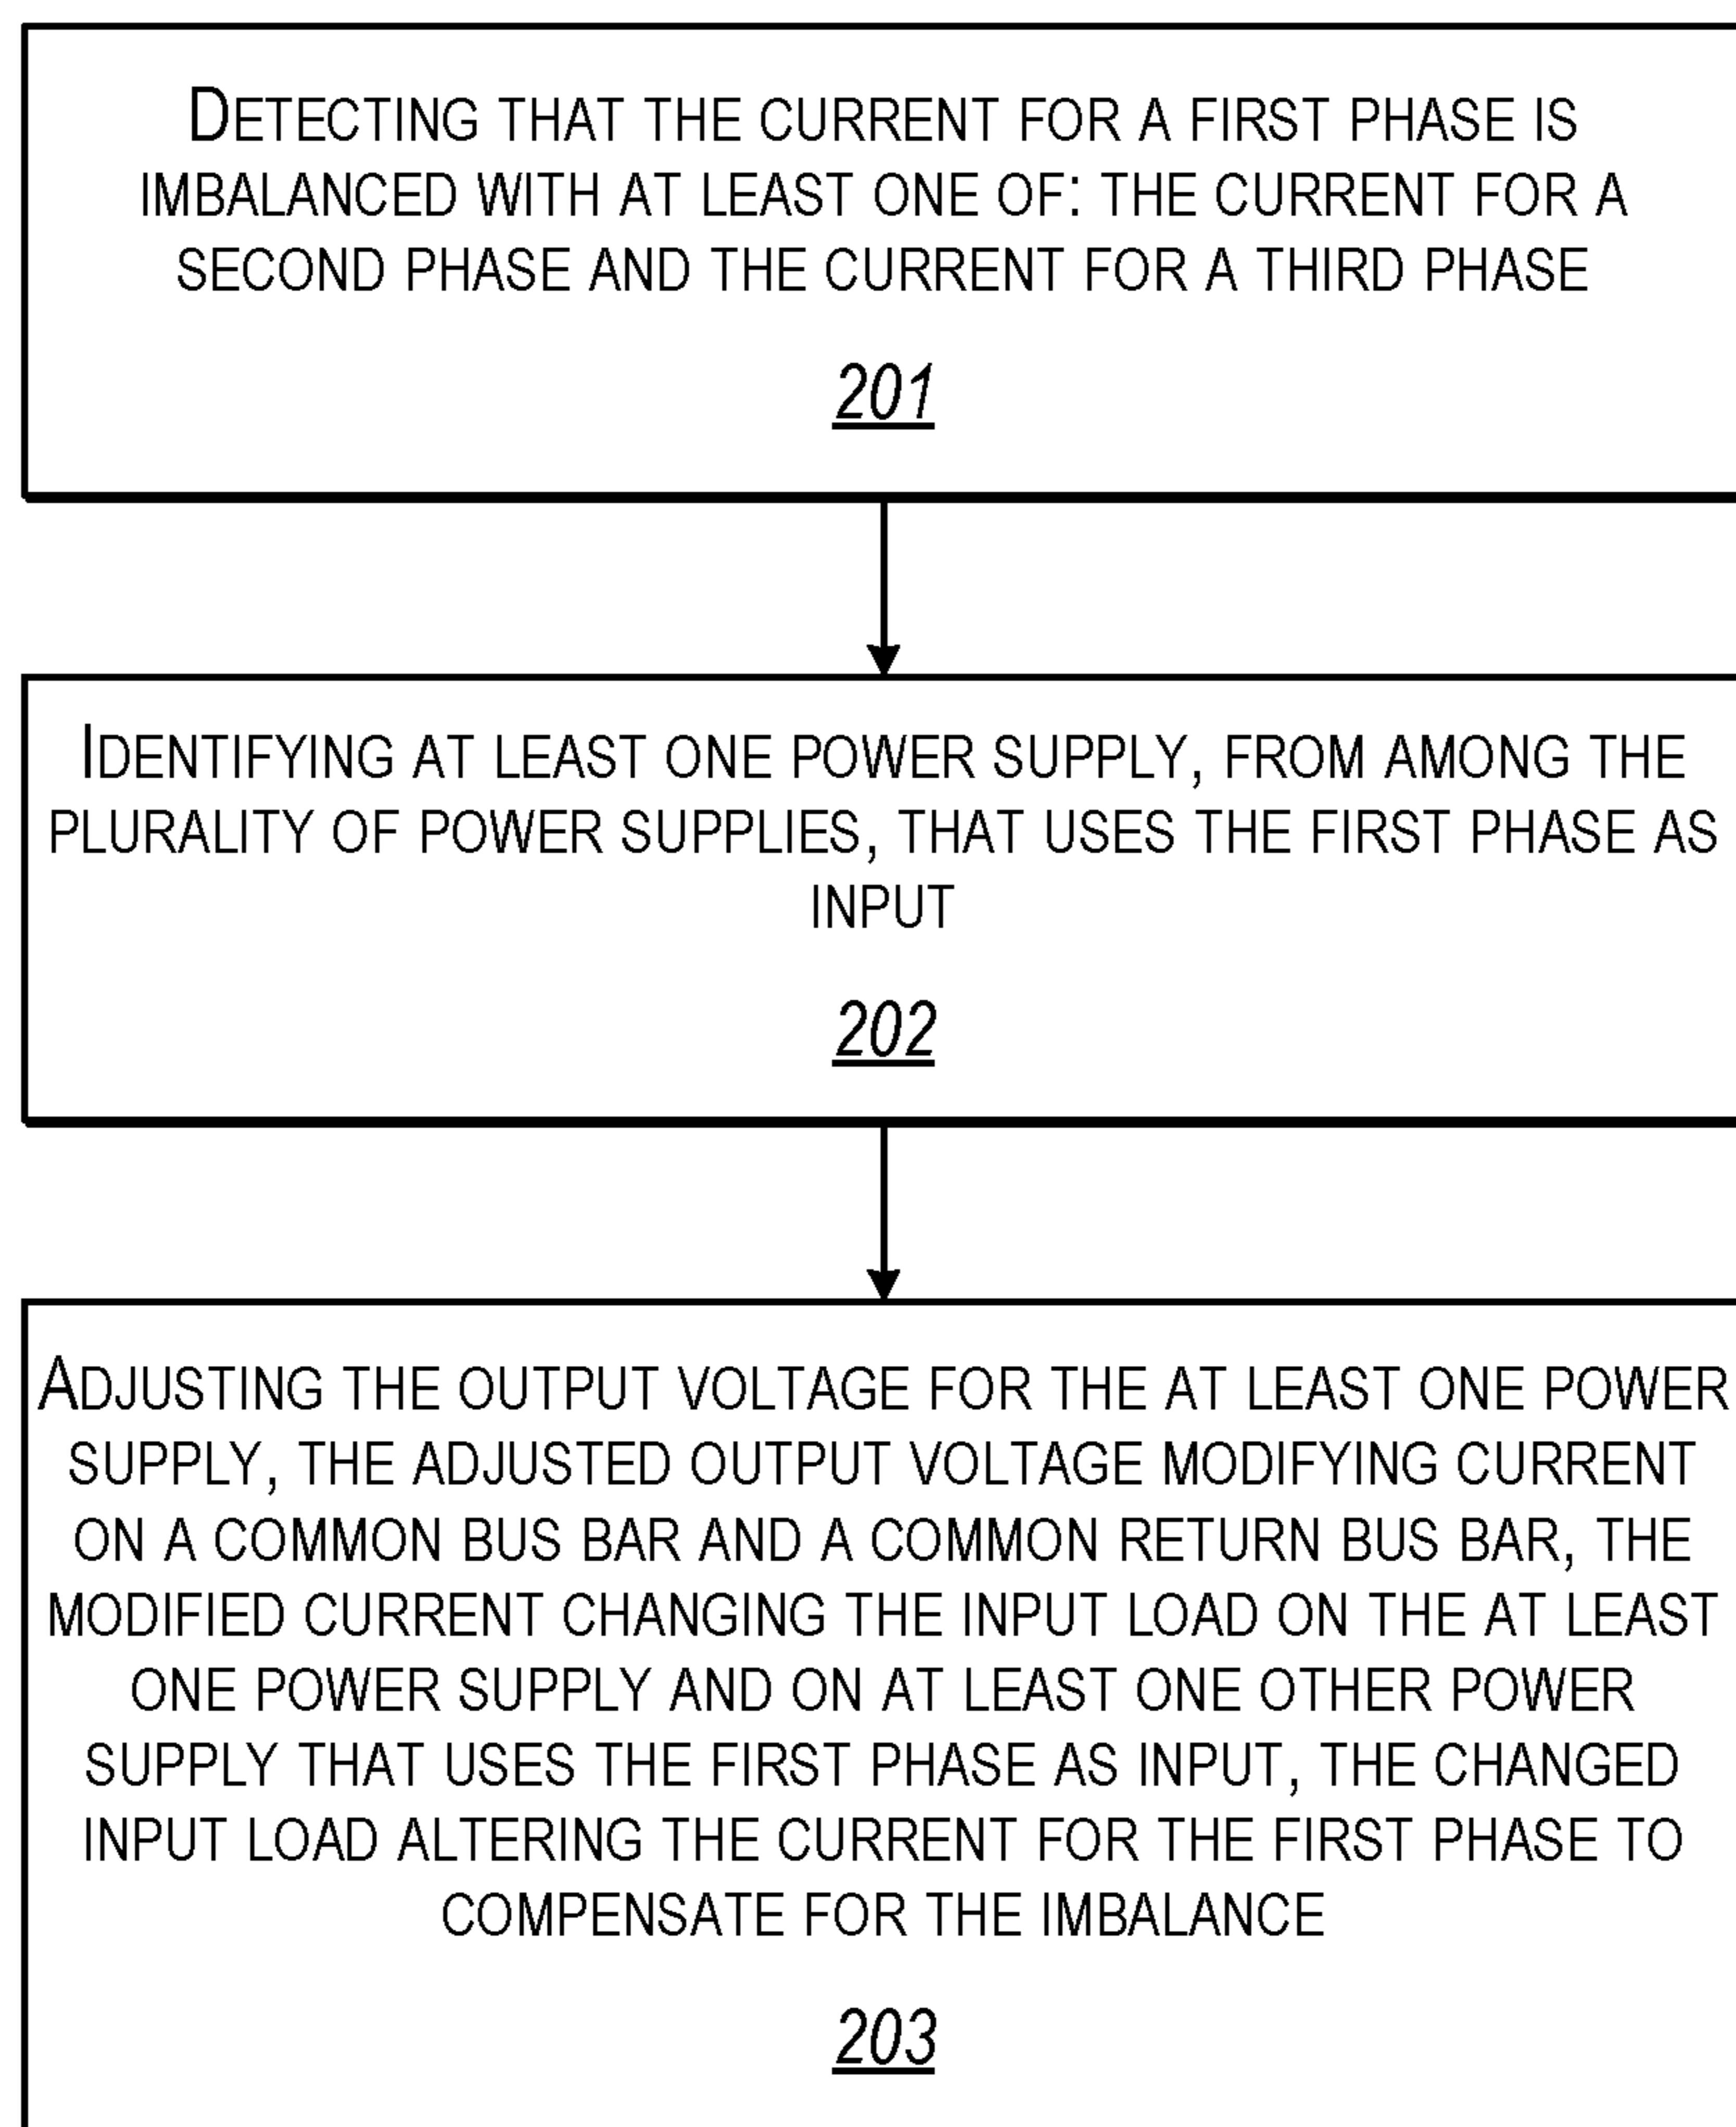 DETECTING THAT THE CURRENT FOR A FIRST PHASE IS
IMBALANCED WITH AT LEAST ONE OF: THE CURRENT FOR A
SECOND PHASE AND THE CURRENT FOR A THIRD PHASE
201
IDENTIFYING AT LEAST ONE POWER SUPPLY, FROM AMONG THE
PLURALITY OF POWER SUPPLIES, THAT USES THE FIRST PHASE AS
INPUT
202
ADJUSTING THE OUTPUT VOLTAGE FOR THE AT LEAST ONE POWER
SUPPLY, THE ADJUSTED OUTPUT VOLTAGE MODIFYING CURRENT
ON A COMMON BUS BAR AND A COMMON RETURN BUS BAR, THE
MODIFIED CURRENT CHANGING THE INPUT LOAD ON THE AT LEAST
ONE POWER SUPPLY AND ON AT LEAST ONE OTHER POWER
SUPPLY THAT USES THE FIRST PHASE AS INPUT, THE CHANGED
INPUT LOAD ALTERING THE CURRENT FOR THE FIRST PHASE TO
COMPENSATE FOR THE IMBALANCE
203